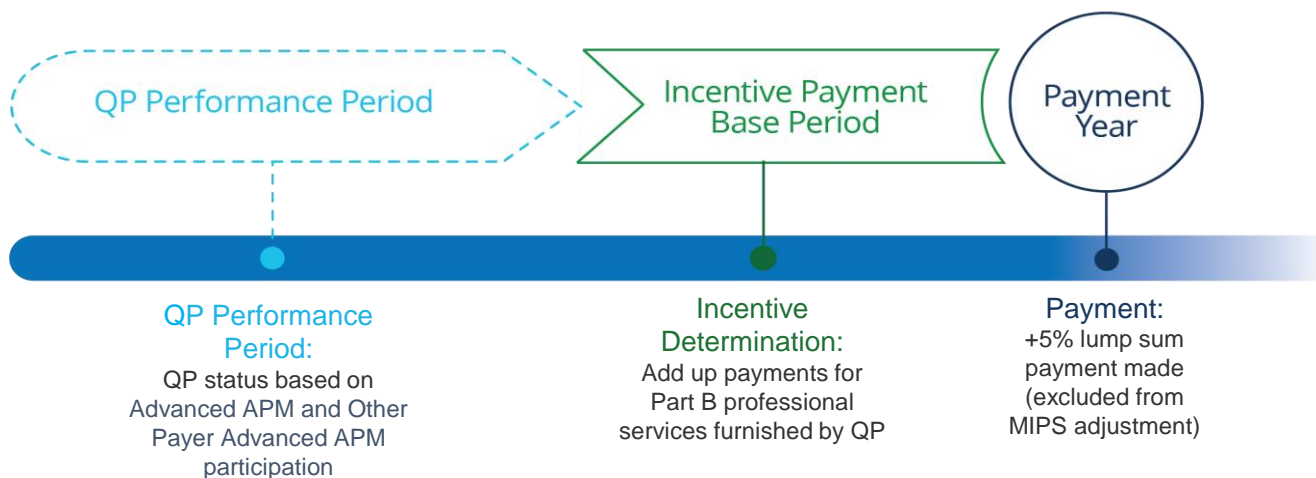 QP Performance Period
Incentive Payment
Base Period
Payment
Year
QP Performance
Period:
QP status based on
Advanced APM and Other
Payer Advanced APM
participation
Incentive
Determination:
Add up payments for
Part B professional
services furnished by QP
Payment:
+5% lump sum
payment made
(excluded from
MIPS adjustment)